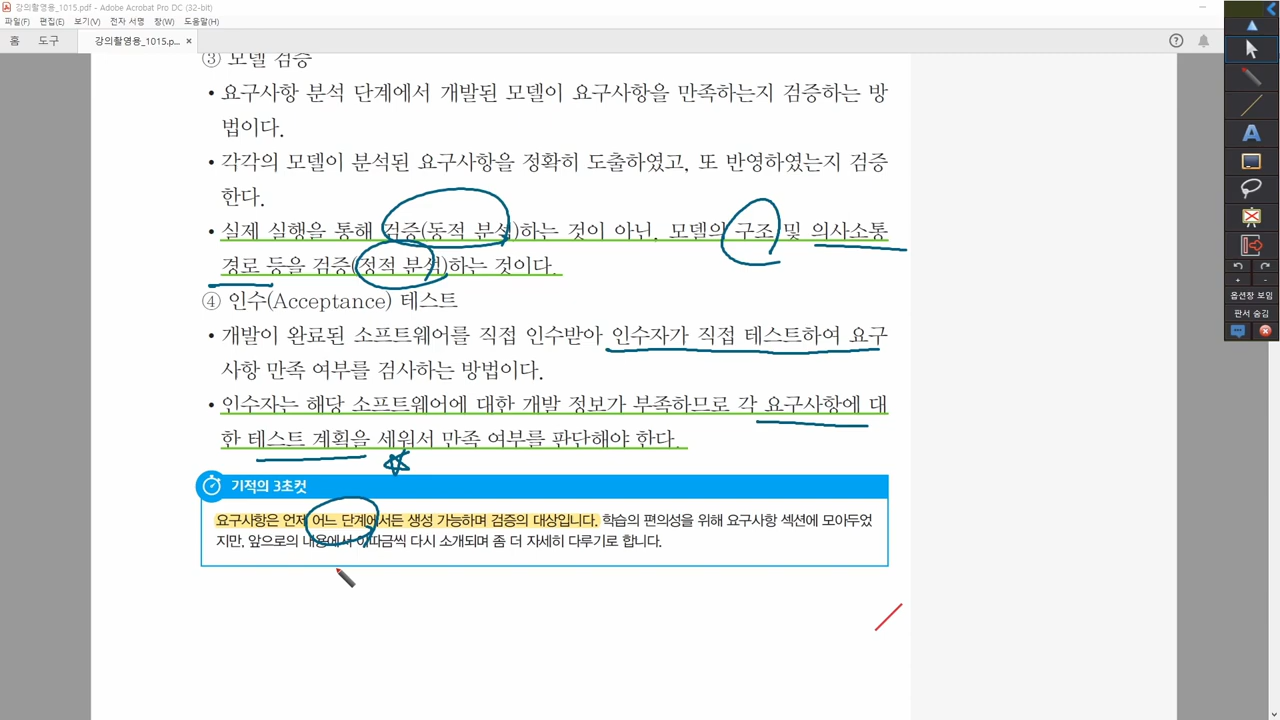 강의촬영용_1015.pdf - Adobe Acrobat Pro DC (32-bit)
파일(F) 편집(E) 보기(V) 전자 서명 창(W) 도움말(H)
홈 도구 강의촬영용_1015.p... ×
③ 모델 검증
• 요구사항 분석 단계에서 개발된 모델이 요구사항을 만족하는지 검증하는 방
법이다.
• 각각의 모델이 분석된 요구사항을 정확히 도출하였고, 또 반영하였는지 검증
한다.
• 실제 실행을 통해 검증(동적 분석)하는 것이 아닌, 모델의 구조 및 의사소통
경로 등을 검증(정적 분석)하는 것이다.
④ 인수(Acceptance) 테스트
• 개발이 완료된 소프트웨어를 직접 인수받아 인수자가 직접 테스트하여 요구
사항 만족 여부를 검사하는 방법이다.
• 인수자는 해당 소프트웨어에 대한 개발 정보가 부족하므로 각 요구사항에 대
한 테스트 계획을 세워서 만족 여부를 판단해야 한다.
기적의 3초컷
요구사항은 언제 어느 단계에서든 생성 가능하며 검증의 대상입니다. 학습의 편의성을 위해 요구사항 섹션에 모아두었
지만, 앞으로의 내용에서 이따금씩 다시 소개되며 좀 더 자세히 다루기로 합니다.
A
옵션장 보임
판서 숨김